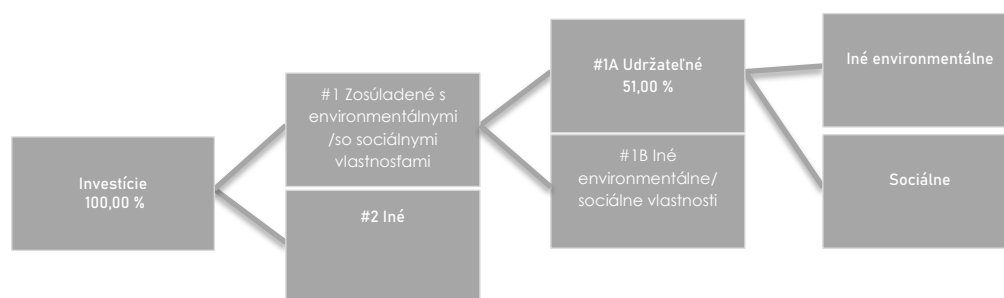 Investície
100,00 %
#1 Zosúladené s
environmentálnymi
/so sociálnymi
vlastnosťami
#2 Iné
#1A Udržateľné
51,00 %
#1B Iné
environmentálne/
sociálne vlastnosti
Iné environmentálne
Sociálne